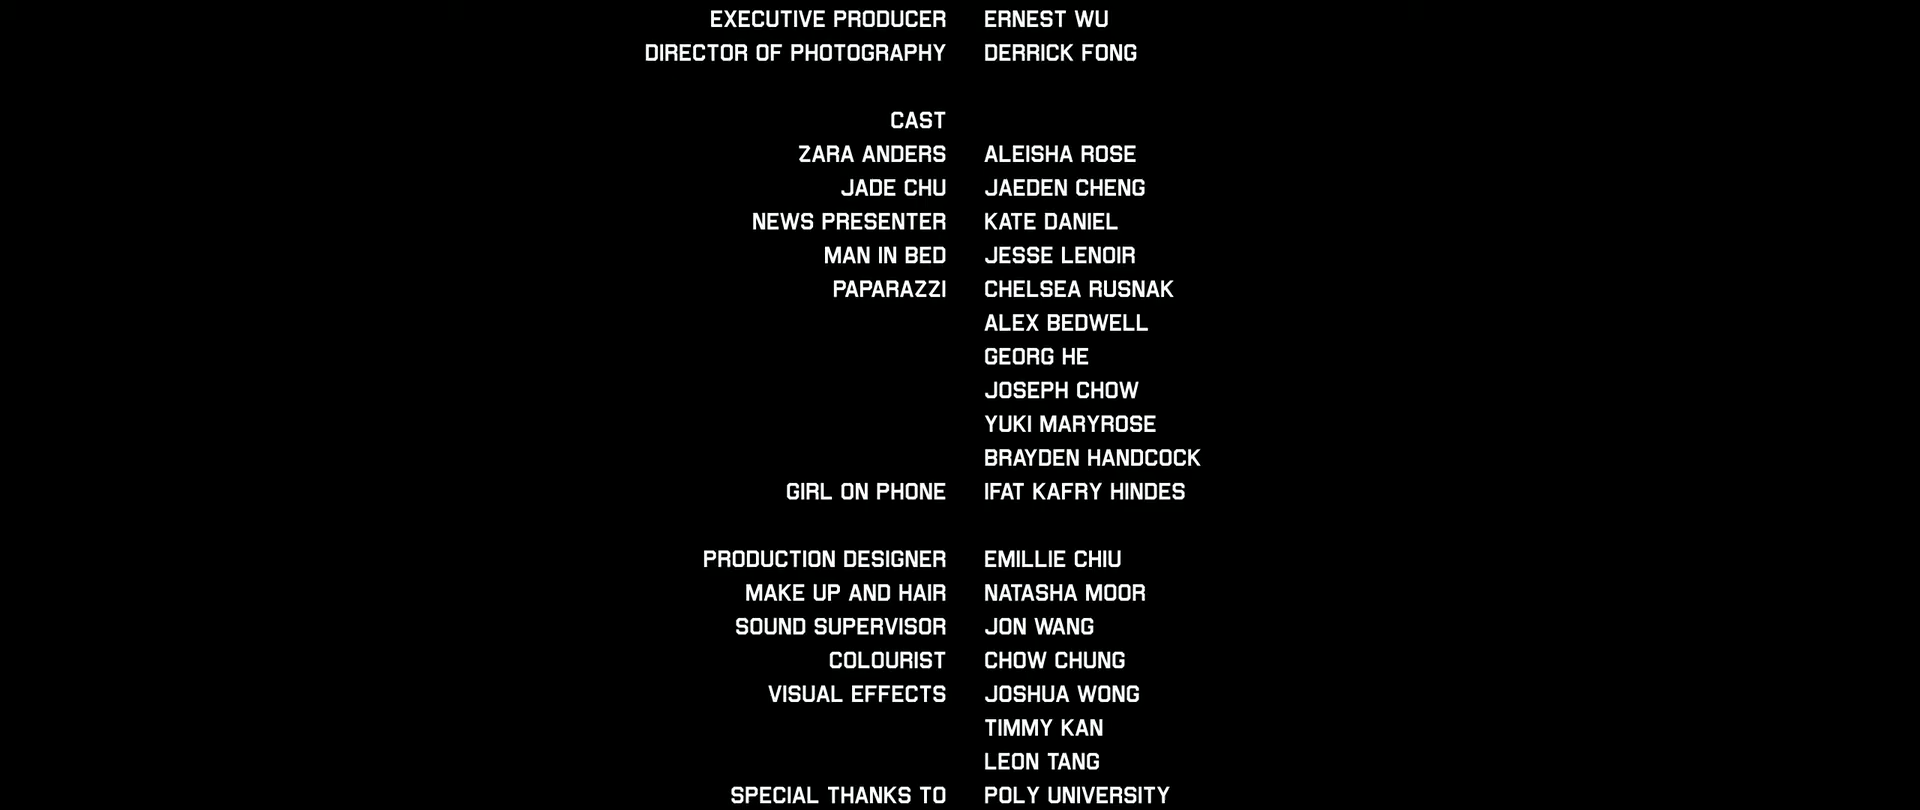 EXECUTIVE PRODUCER ERNEST WU
DIRECTOR OF PHOTOGRAPHY DERRICK FONG
CAST
ZARA ANDERS ALEISHA ROSE
JADE CHU JAEDEN CHENG
NEWS PRESENTER KATE DANIEL
MAN IN BED JESSE LENOIR
PAPARAZZI CHELSEA RUSNAK
ALEX BEDWELL
GEORG HE
JOSEPH CHOW
YUKI MARYROSE
BRAYDEN HANDCOCK
GIRL ON PHONE IFAT KAFRY HINDES
PRODUCTION DESIGNER EMILLIE CHIU
MAKE UP AND HAIR NATASHA MOOR
SOUND SUPERVISOR JON WANG
COLOURIST CHOW CHUNG
VISUAL EFFECTS JOSHUA WONG
TIMMY KAN
LEON TANG
SPECIAL THANKS TO POLY UNIVERSITY